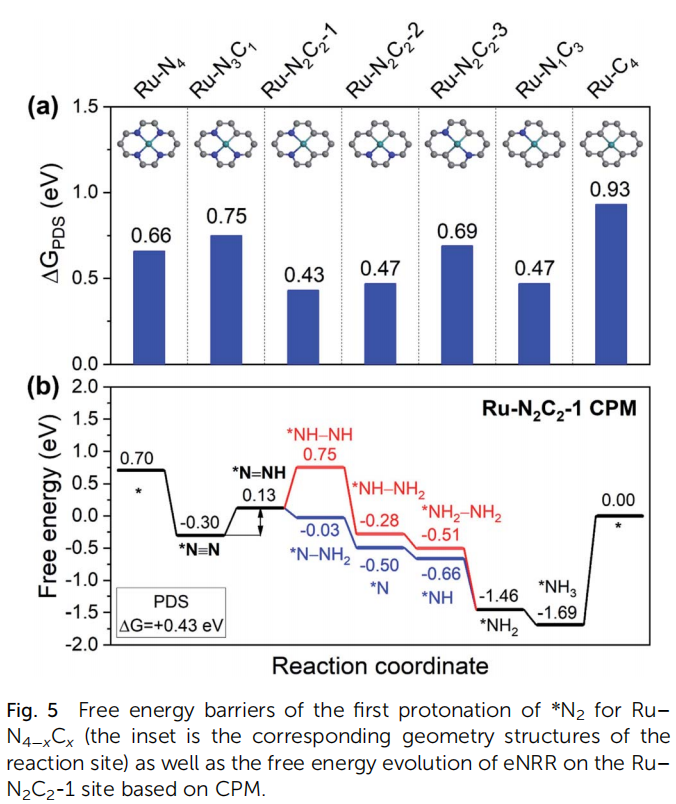 Ru-N₄ Ru-N₃C₁ Ru-N₂C₂-1 Ru-N₂C₂-2 Ru-N₂C₂-3 Ru-N₁C₃ Ru-C₄
(a)
ΔG_PDS (eV)
1.5
1.0
0.5
0.0
0.66 0.75 0.43 0.47 0.69 0.47 0.93
(b)
Free energy (eV)
2.0
1.5
1.0
0.5
0.0
-0.5
-1.0
-1.5
-2.0
Ru-N₂C₂-1 CPM
0.70
*
-0.30
*N≡N
*N=NH
0.13
*NH–NH
0.75
-0.03
*N–NH₂
*NH–NH₂
-0.28
-0.50
*N
*NH₂–NH₂
-0.51
-0.66
*NH
-1.46
*NH₂
*NH₃
-1.69
0.00
*
PDS
ΔG=+0.43 eV
Reaction coordinate
Fig. 5 Free energy barriers of the first protonation of *N₂ for Ru–
N₄₋ₓCₓ (the inset is the corresponding geometry structures of the
reaction site) as well as the free energy evolution of eNRR on the Ru–
N₂C₂-1 site based on CPM.